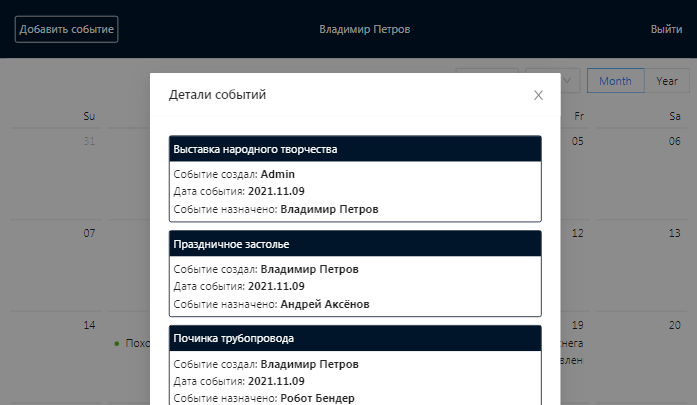 Добавить событие
Владимир Петров
Выйти
Детали событий
Month
Year
Su
Fr
Sa
31
05
06
Выставка народного творчества
Событие создал: Admin
Дата события: 2021.11.09
Событие назначено: Владимир Петров
07
12
13
Праздничное застолье
Событие создал: Владимир Петров
Дата события: 2021.11.09
Событие назначено: Андрей Аксёнов
14
19
20
Починка трубопровода
Событие создал: Владимир Петров
Дата события: 2021.11.09
Событие назначено: Робот Бендер